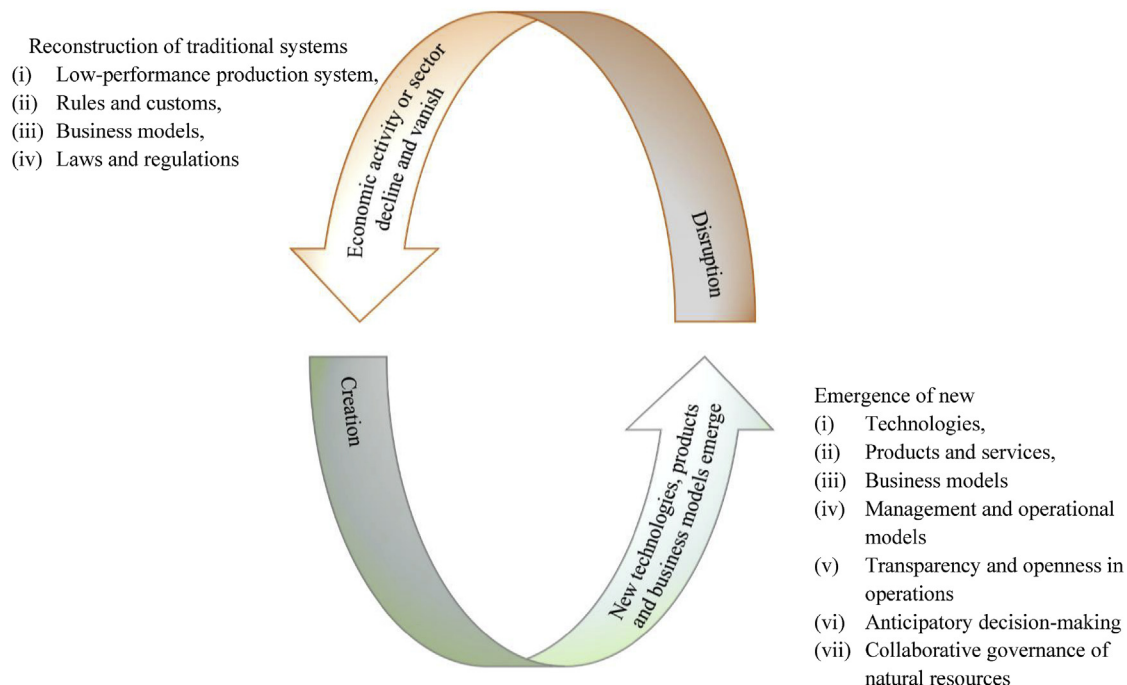 Reconstruction of traditional systems
(i) Low-performance production system,
(ii) Rules and customs,
(iii) Business models,
(iv) Laws and regulations
Economic activity or sector
decline and vanish
Disruption
Creation
New technologies, products
and business models emerge
Emergence of new
(i) Technologies,
(ii) Products and services,
(iii) Business models
(iv) Management and operational
models
(v) Transparency and openness in
operations
(vi) Anticipatory decision-making
(vii) Collaborative governance of
natural resources